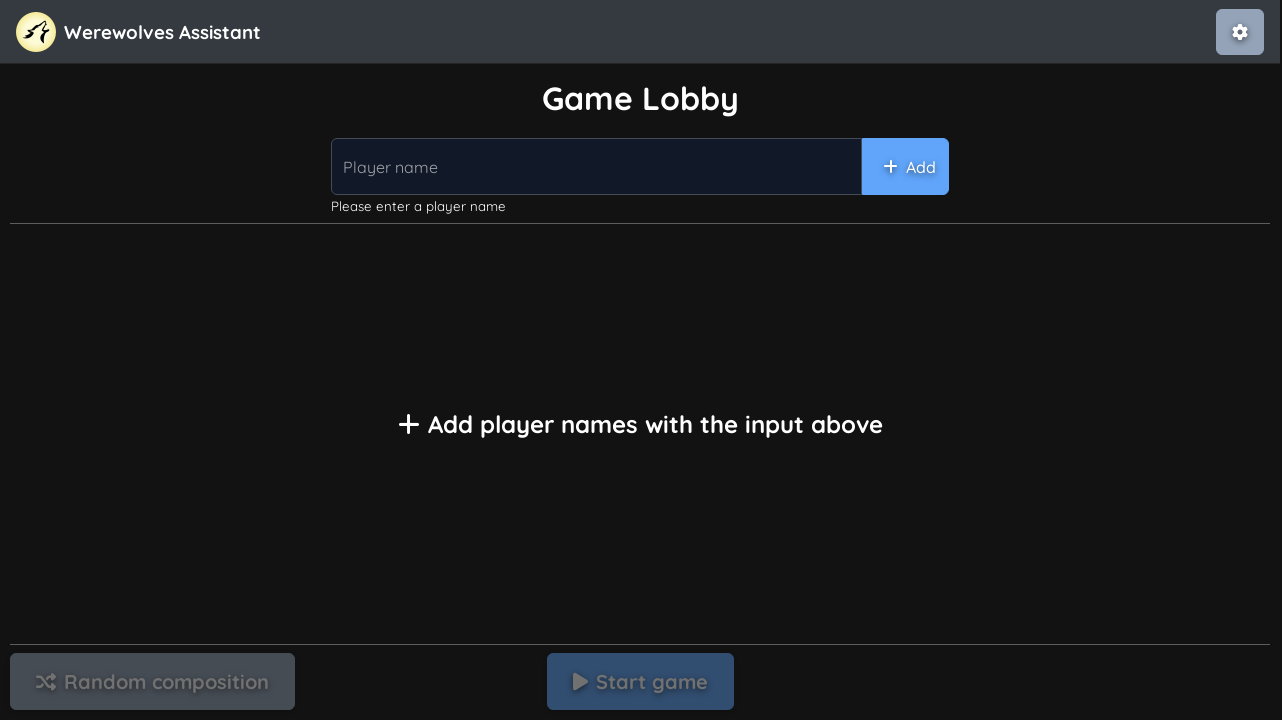 Werewolves Assistant
Game Lobby
Player name
Add
Please enter a player name
Add player names with the input above
Random composition
Start game